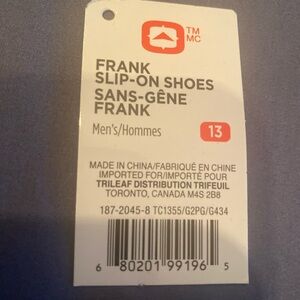 TM
MC
FRANK
SLIP-ON SHOES
SANS-GÊNE
FRANK
Men's/Hommes 13
MADE IN CHINA/FABRIQUÉ EN CHINE
IMPORTED FOR/IMPORTÉ POUR
TRILEAF DISTRIBUTION TRIFEUIL
TORONTO, CANADA M4S 2B8
187-2045-8 TC1355/G2PG/G434
6 80201 99196 5